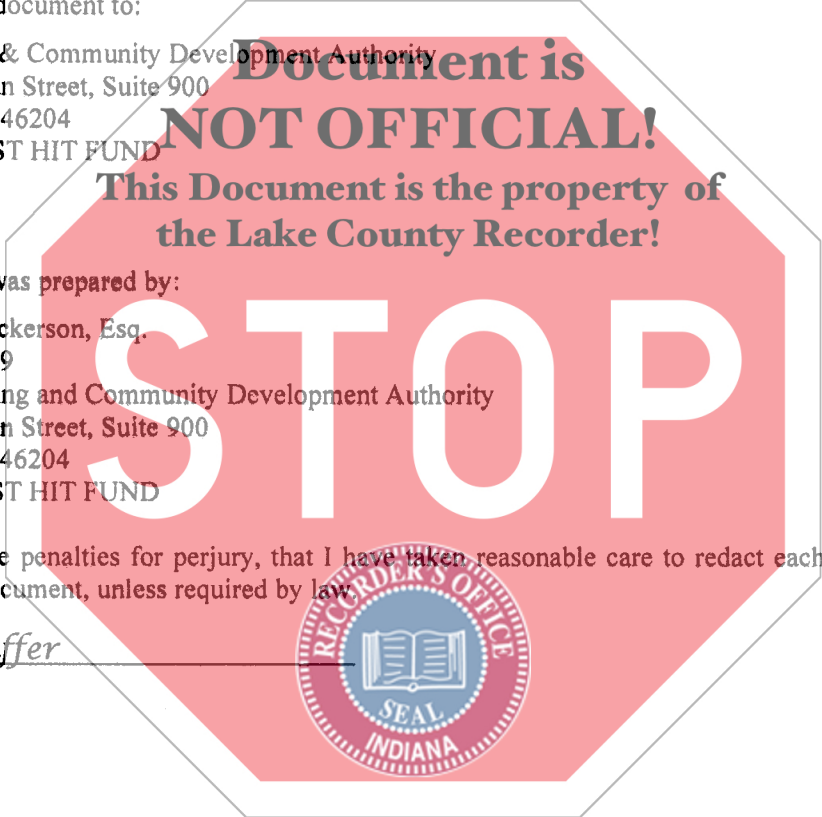 document to:
& Community Development Authority
n Street, Suite 900
46204
ST HIT FUND
Document is
NOT OFFICIAL!
This Document is the property of
the Lake County Recorder!
was prepared by:
ckerson, Esq.
9
ng and Community Development Authority
n Street, Suite 900
46204
ST HIT FUND
STOP
e penalties for perjury, that I have taken reasonable care to redact each
cument, unless required by law.
ffer
RECORDER'S OFFICE
SEAL
INDIANA